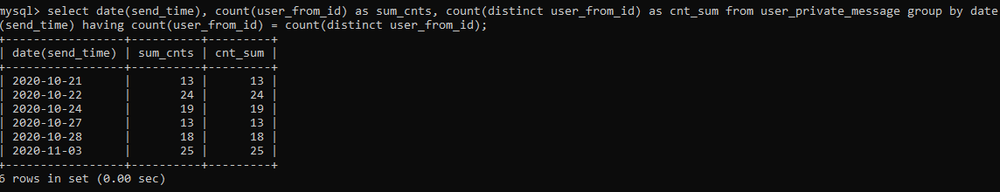 mysql> select date(send_time), count(user_from_id) as sum_cnts, count(distinct user_from_id) as cnt_sum from user_private_message group by date
(send_time) having count(user_from_id) = count(distinct user_from_id);
+-----------------+----------+---------+
| date(send_time) | sum_cnts | cnt_sum |
+-----------------+----------+---------+
| 2020-10-21      |       13 |      13 |
| 2020-10-22      |       24 |      24 |
| 2020-10-24      |       19 |      19 |
| 2020-10-27      |       13 |      13 |
| 2020-10-28      |       18 |      18 |
| 2020-11-03      |       25 |      25 |
+-----------------+----------+---------+
6 rows in set (0.00 sec)